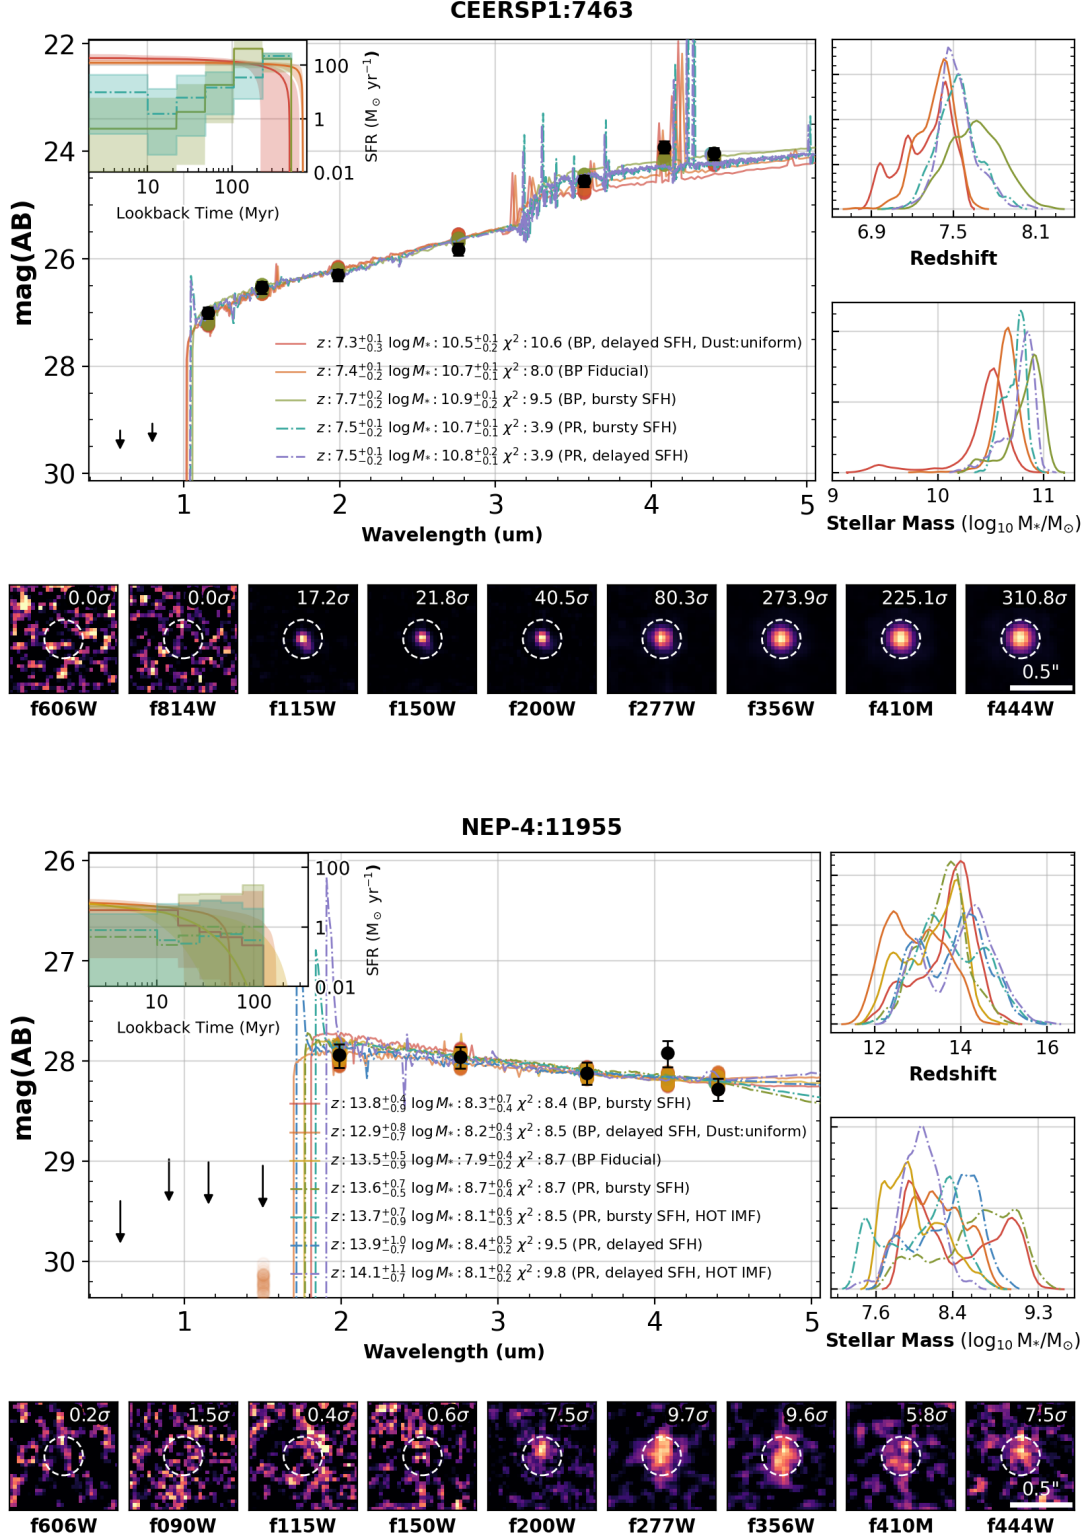 CEERSP1:7463
22
24
26
28
30
mag(AB)
100
1
0.01
SFR (M⊙ yr⁻¹)
10 100
Lookback Time (Myr)
z : 7.3^{+0.1}_{-0.3} log M* : 10.5^{+0.1}_{-0.2} χ² : 10.6 (BP, delayed SFH, Dust:uniform)
z : 7.4^{+0.1}_{-0.2} log M* : 10.7^{+0.1}_{-0.1} χ² : 8.0 (BP Fiducial)
z : 7.7^{+0.2}_{-0.2} log M* : 10.9^{+0.1}_{-0.2} χ² : 9.5 (BP, bursty SFH)
z : 7.5^{+0.1}_{-0.2} log M* : 10.7^{+0.1}_{-0.1} χ² : 3.9 (PR, bursty SFH)
z : 7.5^{+0.1}_{-0.2} log M* : 10.8^{+0.2}_{-0.1} χ² : 3.9 (PR, delayed SFH)
1 2 3 4 5
Wavelength (um)
6.9 7.5 8.1
Redshift
9 10 11
Stellar Mass (log₁₀ M*/M⊙)
0.0σ 0.0σ 17.2σ 21.8σ 40.5σ 80.3σ 273.9σ 225.1σ 310.8σ
0.5"
f606W f814W f115W f150W f200W f277W f356W f410M f444W
NEP-4:11955
26
27
28
29
30
mag(AB)
100
1
0.01
SFR (M⊙ yr⁻¹)
10 100
Lookback Time (Myr)
z : 13.8^{+0.4}_{-0.9} log M* : 8.3^{+0.7}_{-0.4} χ² : 8.4 (BP, bursty SFH)
z : 12.9^{+0.8}_{-0.7} log M* : 8.2^{+0.4}_{-0.3} χ² : 8.5 (BP, delayed SFH, Dust:uniform)
z : 13.5^{+0.5}_{-0.9} log M* : 7.9^{+0.4}_{-0.2} χ² : 8.7 (BP Fiducial)
z : 13.6^{+0.7}_{-0.5} log M* : 8.7^{+0.6}_{-0.4} χ² : 8.7 (PR, bursty SFH)
z : 13.7^{+0.7}_{-0.9} log M* : 8.1^{+0.6}_{-0.3} χ² : 8.5 (PR, bursty SFH, HOT IMF)
z : 13.9^{+1.0}_{-0.7} log M* : 8.4^{+0.5}_{-0.2} χ² : 9.5 (PR, delayed SFH)
z : 14.1^{+1.1}_{-0.7} log M* : 8.1^{+0.2}_{-0.2} χ² : 9.8 (PR, delayed SFH, HOT IMF)
1 2 3 4 5
Wavelength (um)
12 14 16
Redshift
7.6 8.4 9.3
Stellar Mass (log₁₀ M*/M⊙)
0.2σ 1.5σ 0.4σ 0.6σ 7.5σ 9.7σ 9.6σ 5.8σ 7.5σ
0.5"
f606W f090W f115W f150W f200W f277W f356W f410M f444W